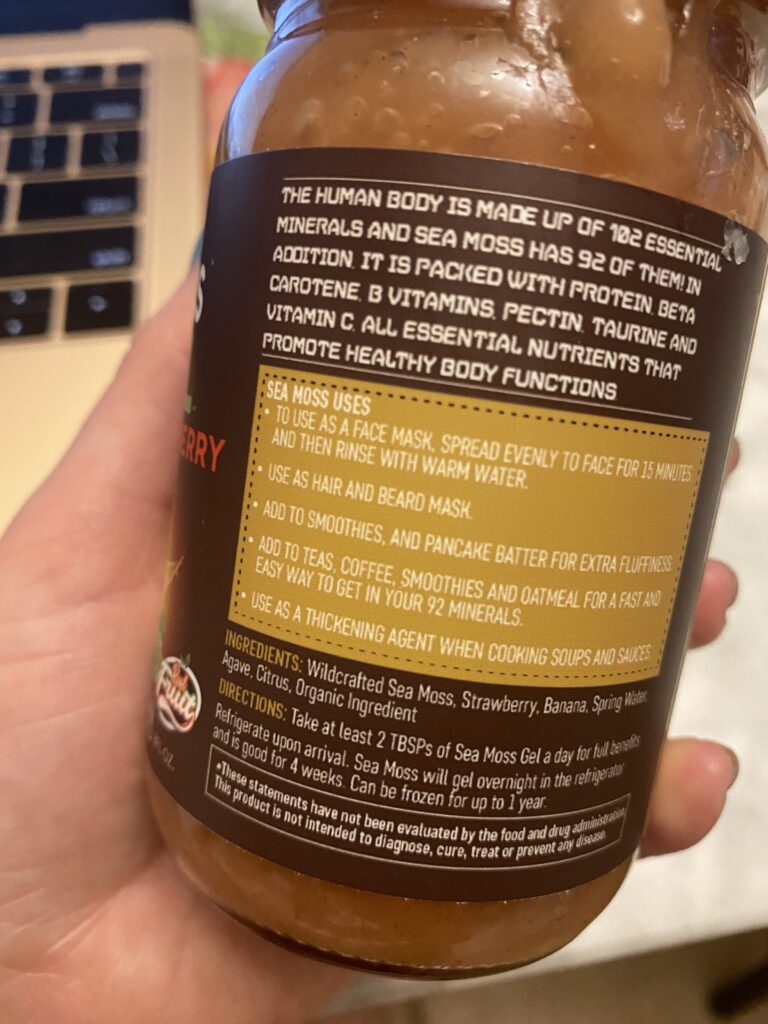 THE HUMAN BODY IS MADE UP OF 102 ESSENTIAL
MINERALS AND SEA MOSS HAS 92 OF THEM! IN
ADDITION, IT IS PACKED WITH PROTEIN, BETA
CAROTENE, B VITAMINS, PECTIN, TAURINE AND
VITAMIN C, ALL ESSENTIAL NUTRIENTS THAT
PROMOTE HEALTHY BODY FUNCTIONS
SEA MOSS USES
• TO USE AS A FACE MASK, SPREAD EVENLY TO FACE FOR 15 MINUTES
AND THEN RINSE WITH WARM WATER.
• USE AS HAIR AND BEARD MASK.
• ADD TO SMOOTHIES, AND PANCAKE BATTER FOR EXTRA FLUFFINESS.
• ADD TO TEAS, COFFEE, SMOOTHIES AND OATMEAL FOR A FAST AND
EASY WAY TO GET IN YOUR 92 MINERALS.
• USE AS A THICKENING AGENT WHEN COOKING SOUPS AND SAUCES.
INGREDIENTS: Wildcrafted Sea Moss, Strawberry, Banana, Spring Water,
Agave, Citrus, Organic Ingredient
DIRECTIONS: Take at least 2 TBSPs of Sea Moss Gel a day for full benefits
Refrigerate upon arrival. Sea Moss will gel overnight in the refrigerator
and is good for 4 weeks. Can be frozen for up to 1 year.
*These statements have not been evaluated by the food and drug administration.
This product is not intended to diagnose, cure, treat or prevent any disease.
S
ERRY
Fruit
FL OZ.